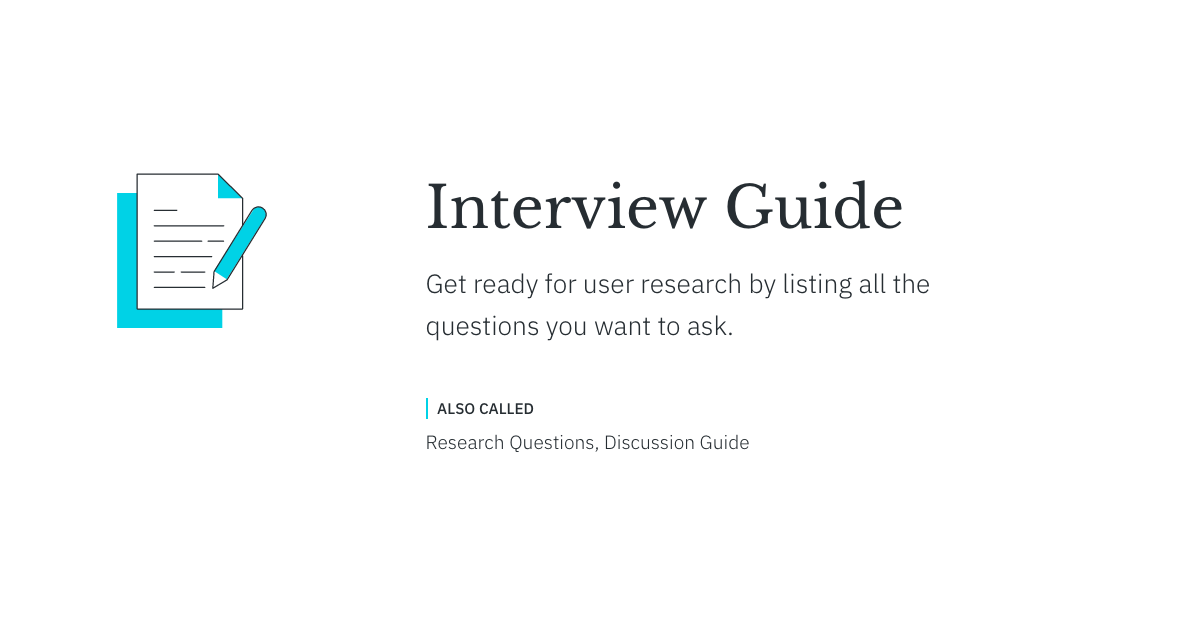 Interview Guide
Get ready for user research by listing all the
questions you want to ask.
ALSO CALLED
Research Questions, Discussion Guide